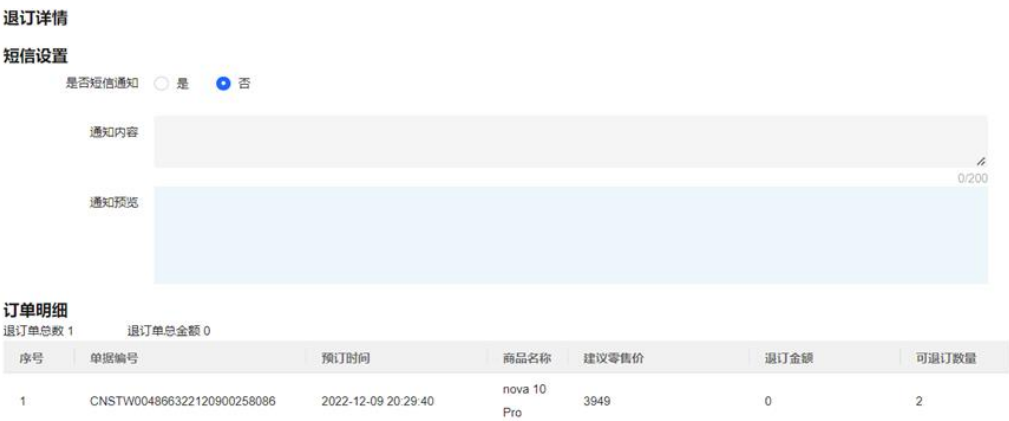 退订详情
短信设置
是否短信通知 是 否
通知内容
0/200
通知预览
订单明细
退订单总数 1 退订单总金额 0
序号 单据编号 预订时间 商品名称 建议零售价 退订金额 可退订数量
1 CNSTW004866322120900258086 2022-12-09 20:29:40 nova 10 Pro 3949 0 2